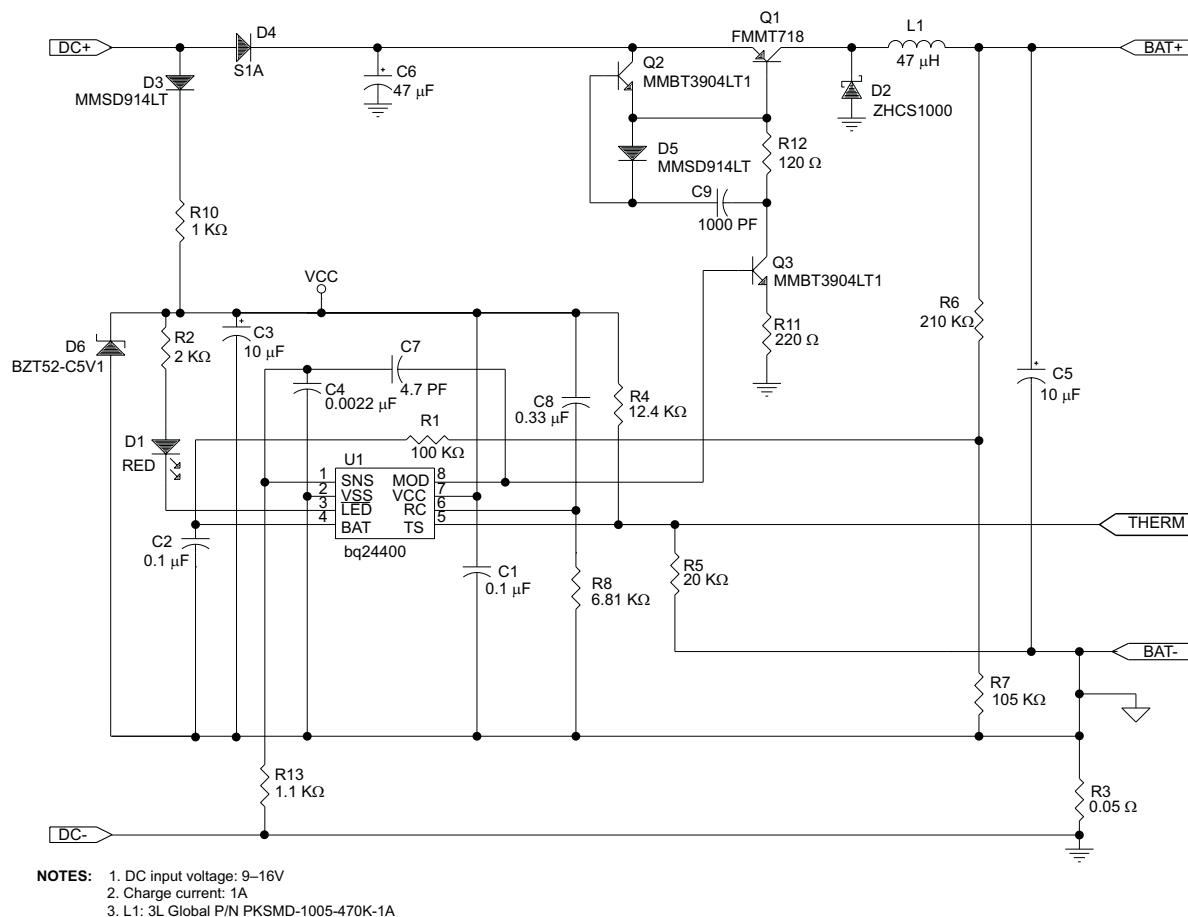 DC+
D4
S1A
D3
MMSD914LT
C6
47 μF
Q2
MMBT3904LT1
Q1
FMMT718
L1
47 μH
BAT+
D2
ZHCS1000
D5
MMSD914LT
R12
120 Ω
C9
1000 PF
R10
1 KΩ
Q3
MMBT3904LT1
VCC
R11
220 Ω
R6
210 KΩ
D6
BZT52-C5V1
R2
2 KΩ
C3
10 μF
C7
4.7 PF
C4
0.0022 μF
C8
0.33 μF
R4
12.4 KΩ
C5
10 μF
R1
100 KΩ
D1
RED
U1
1 SNS MOD 8
2 VSS VCC 7
3 LED RC 6
4 BAT TS 5
bq24400
THERM
C2
0.1 μF
C1
0.1 μF
R8
6.81 KΩ
R5
20 KΩ
BAT-
R7
105 KΩ
R13
1.1 KΩ
R3
0.05 Ω
DC-
NOTES: 1. DC input voltage: 9–16V
2. Charge current: 1A
3. L1: 3L Global P/N PKSMD-1005-470K-1A